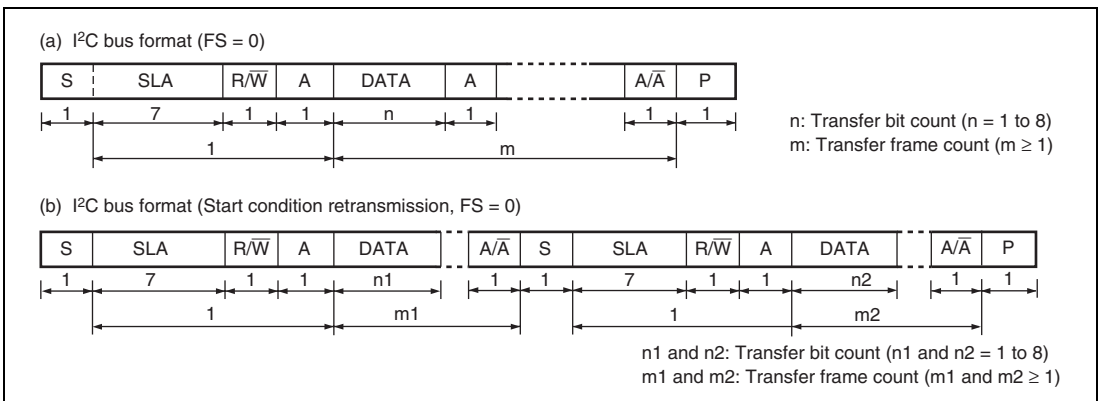 (a) I²C bus format (FS = 0)
S SLA R/W̅ A DATA A A/A̅ P
1 7 1 1 n 1 1 1
1 m
n: Transfer bit count (n = 1 to 8)
m: Transfer frame count (m ≥ 1)
(b) I²C bus format (Start condition retransmission, FS = 0)
S SLA R/W̅ A DATA A/A̅ S SLA R/W̅ A DATA A/A̅ P
1 7 1 1 n1 1 1 7 1 1 n2 1 1
1 m1 1 m2
n1 and n2: Transfer bit count (n1 and n2 = 1 to 8)
m1 and m2: Transfer frame count (m1 and m2 ≥ 1)